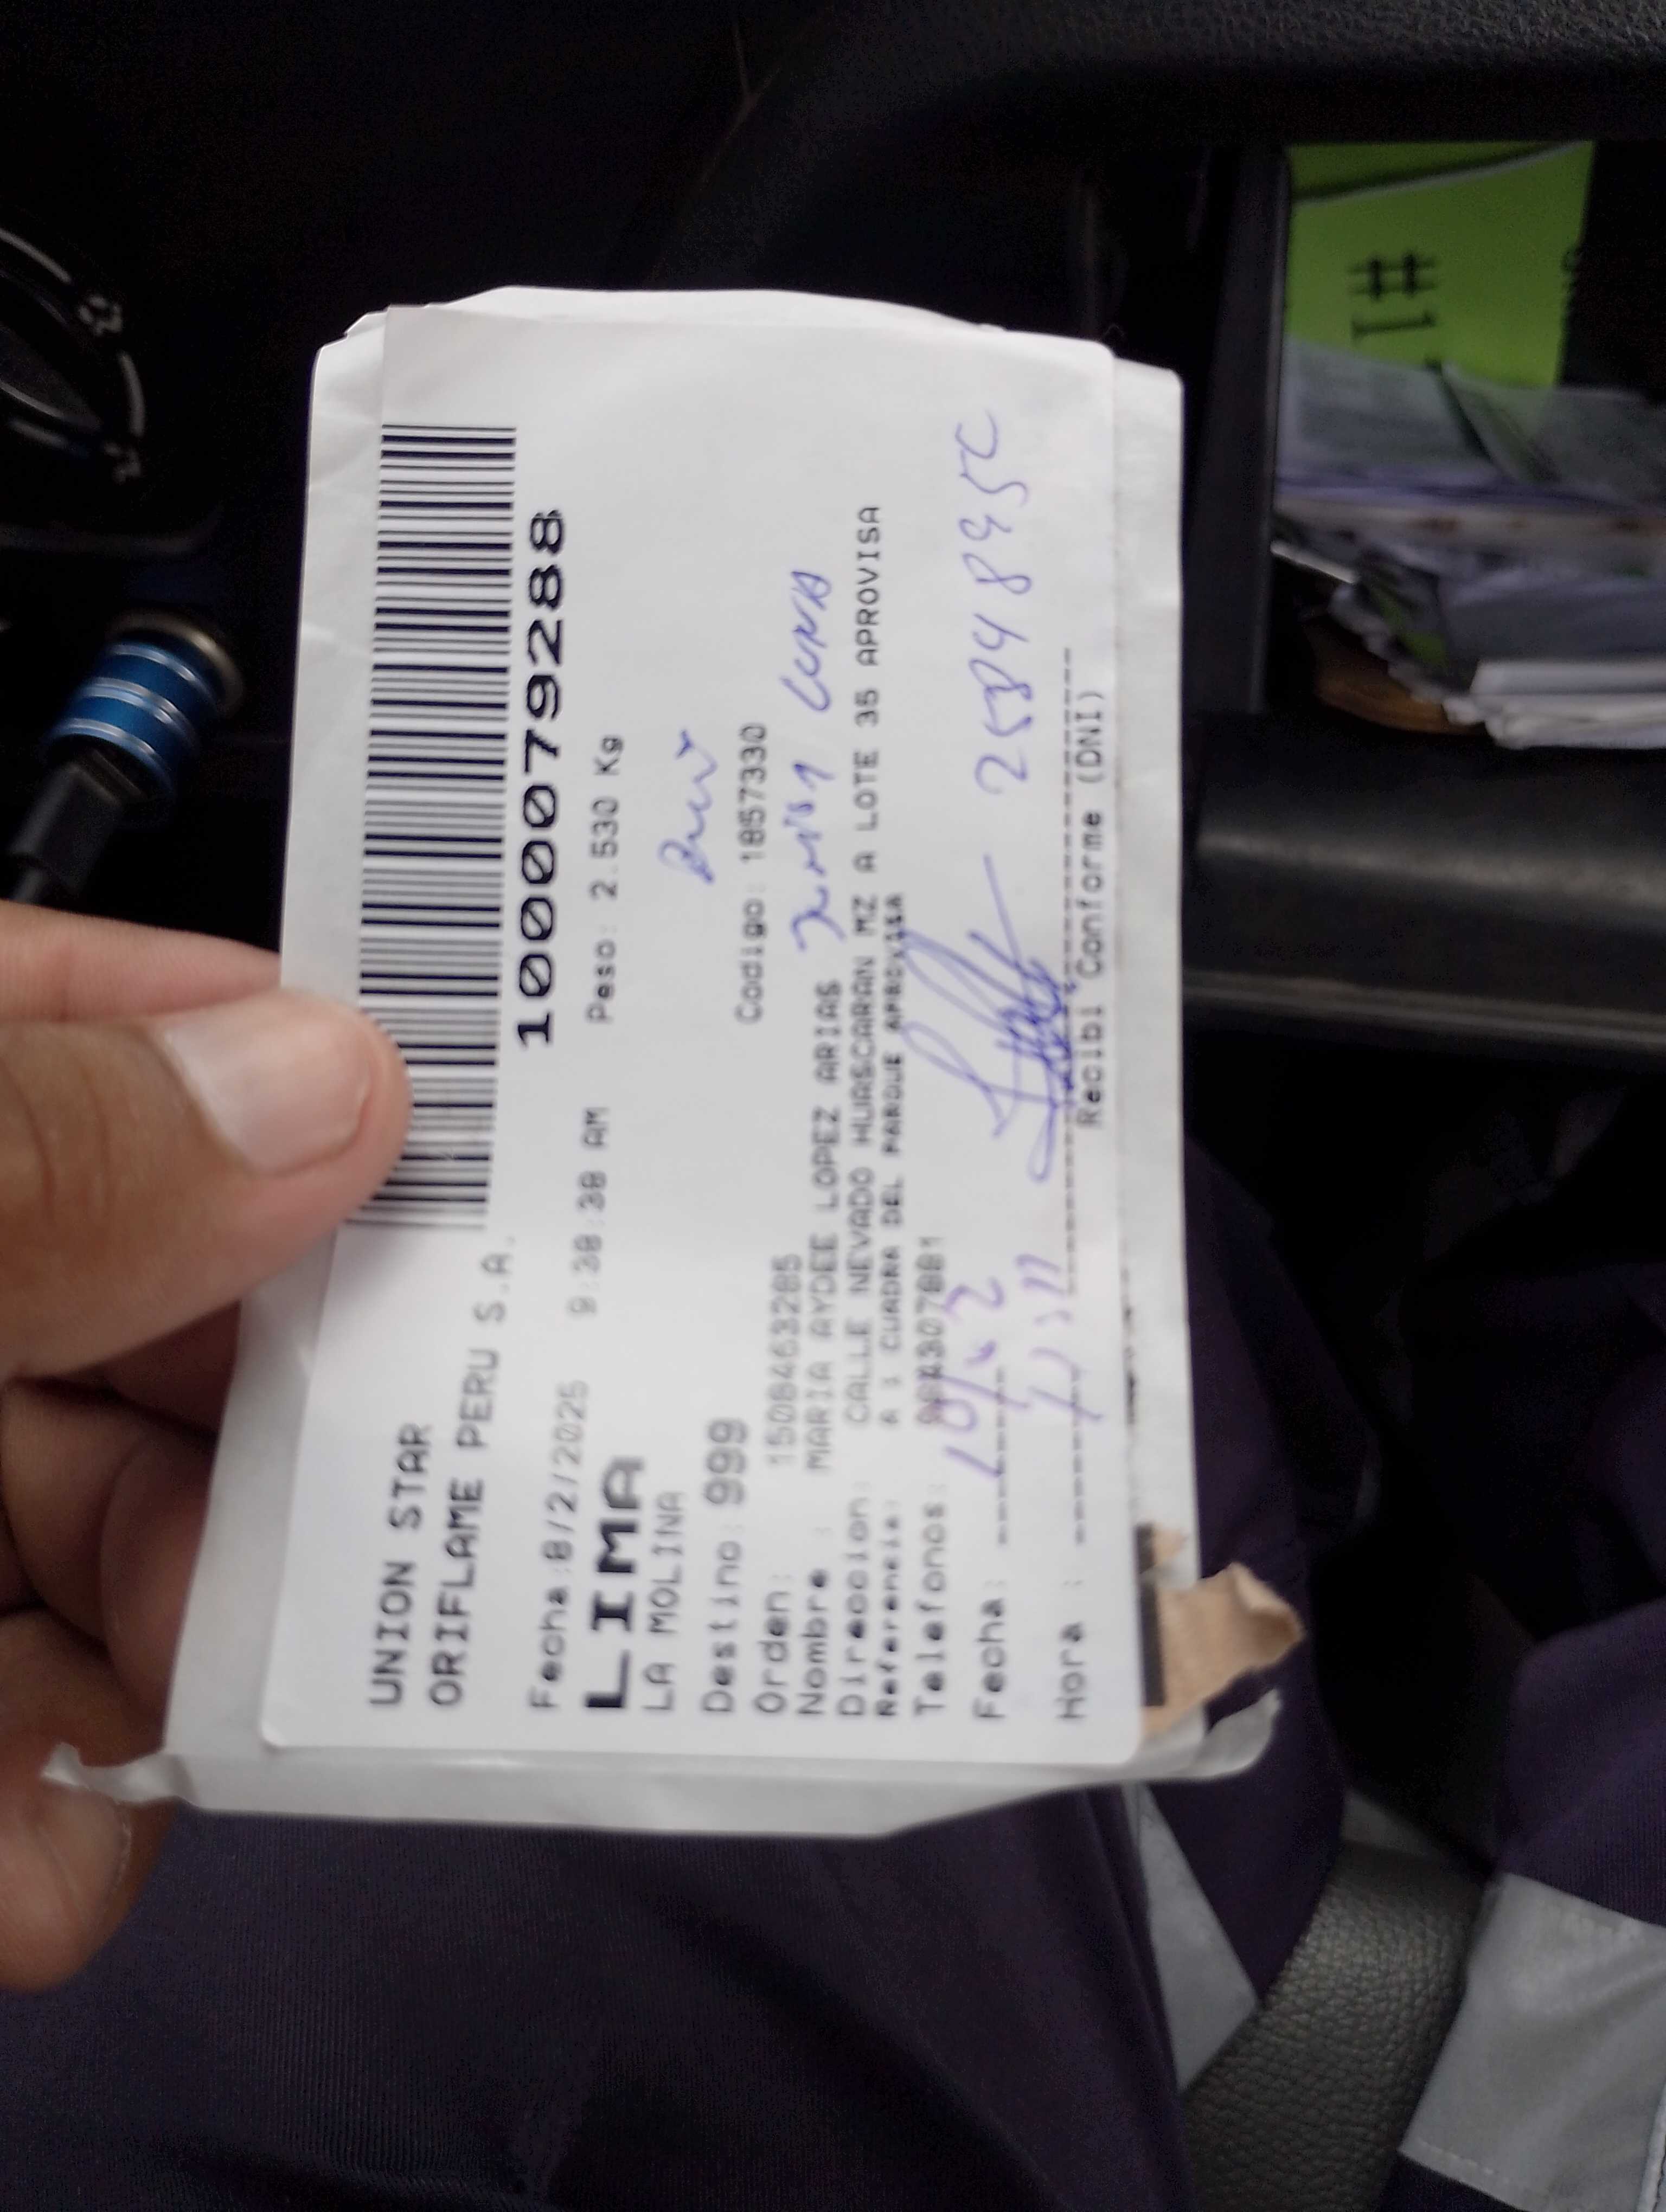 UNION STAR
ORIFLAME PERU S.A.
1000079288
Fecha:8/2/2025 9:38:38 AM Peso: 2.530 Kg
LIMA
LA MOLINA
Destino: 999
Orden: 1508463285 Codigo: 1857330
Nombre : MARIA AYDEE LOPEZ ARIAS
Direccion: CALLE NEVADO HUASCARAN MZ A LOTE 35 APROVISA
Referencia: A 1 CUADRA DEL PARQUE APROVISA
Telefonos:
Fecha:
Hora :
Recibi Conforme (DNI)
#1